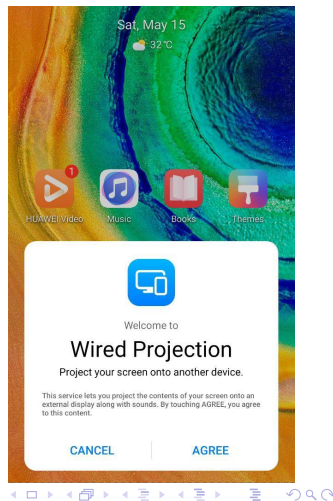 Sat, May 15
32°C
1
HUAWEI Video Music Books Themes
Welcome to
Wired Projection
Project your screen onto another device.
This service lets you project the contents of your screen onto an
external display along with sounds. By touching AGREE, you agree
to this content.
CANCEL AGREE